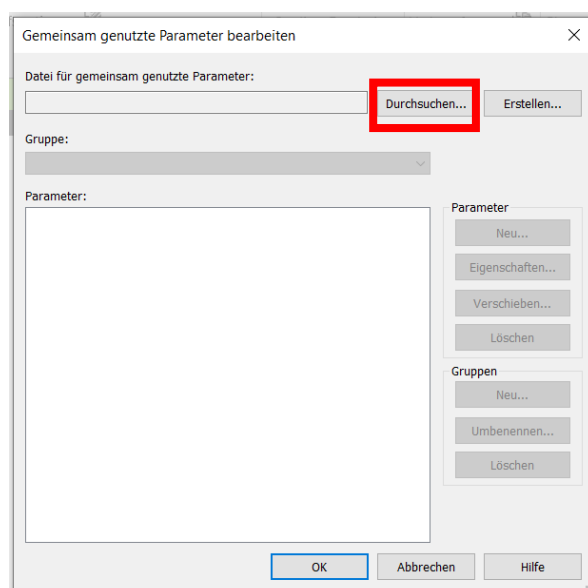 Gemeinsam genutzte Parameter bearbeiten
Datei für gemeinsam genutzte Parameter:
Durchsuchen...
Erstellen...
Gruppe:
Parameter:
Parameter
Neu...
Eigenschaften...
Verschieben...
Löschen
Gruppen
Neu...
Umbenennen...
Löschen
OK
Abbrechen
Hilfe